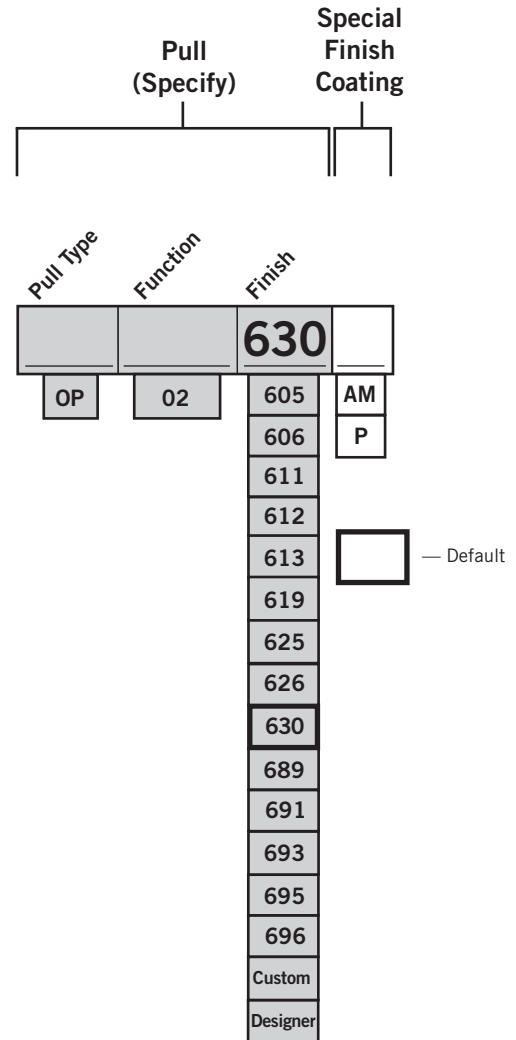 Pull
(Specify)
Special
Finish
Coating
Pull Type
Function
Finish
630
OP
02
605
AM
606
P
611
612
613
— Default
619
625
626
630
689
691
693
695
696
Custom
Designer